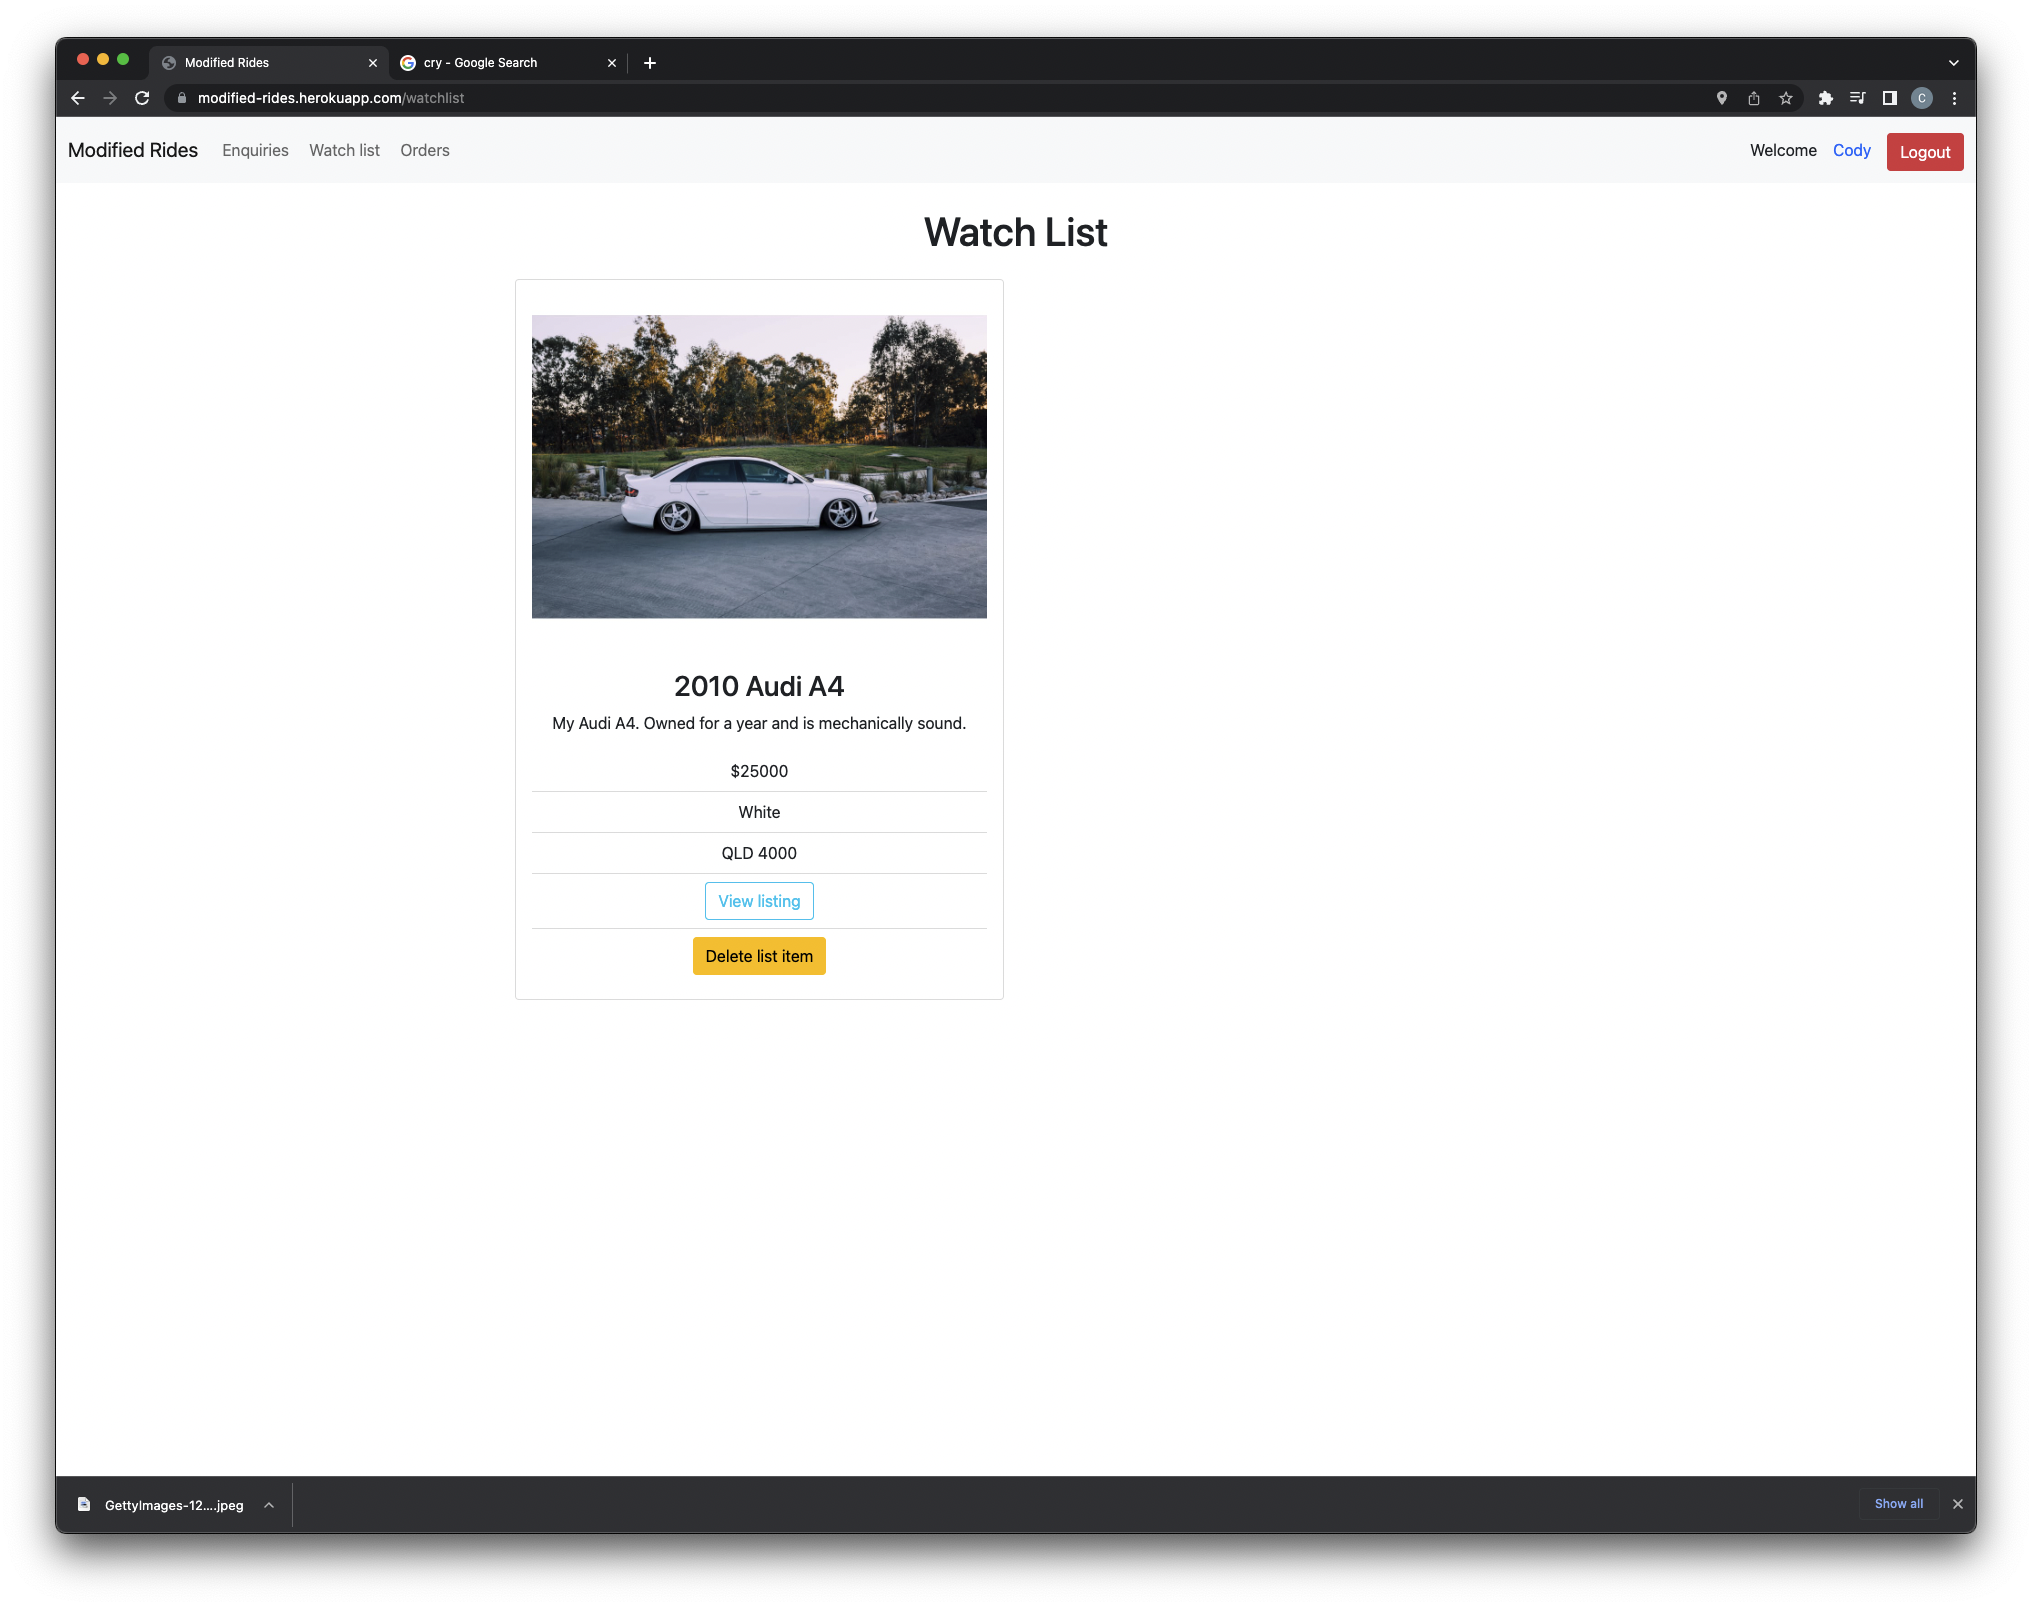 Modified Rides
cry - Google Search
modified-rides.herokuapp.com/watchlist
C
Modified Rides Enquiries Watch list Orders Welcome Cody Logout
Watch List
2010 Audi A4
My Audi A4. Owned for a year and is mechanically sound.
$25000
White
QLD 4000
View listing
Delete list item
GettyImages-12....jpeg
Show all